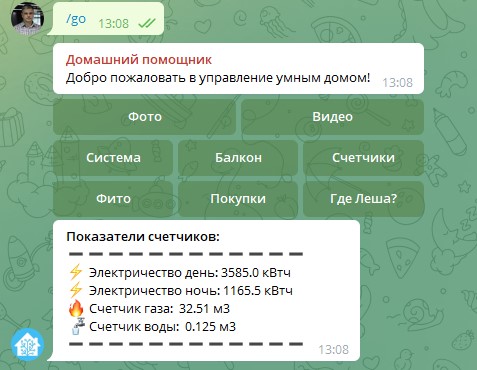 /go 13:08
Домашний помощник
Добро пожаловать в управление умным домом! 13:08
Фото Видео
Система Балкон Счетчики
Фито Покупки Где Леша?
Показатели счетчиков:
Электричество день: 3585.0 кВтч
Электричество ночь: 1165.5 кВтч
Счетчик газа: 32.51 м3
Счетчик воды: 0.125 м3
13:08